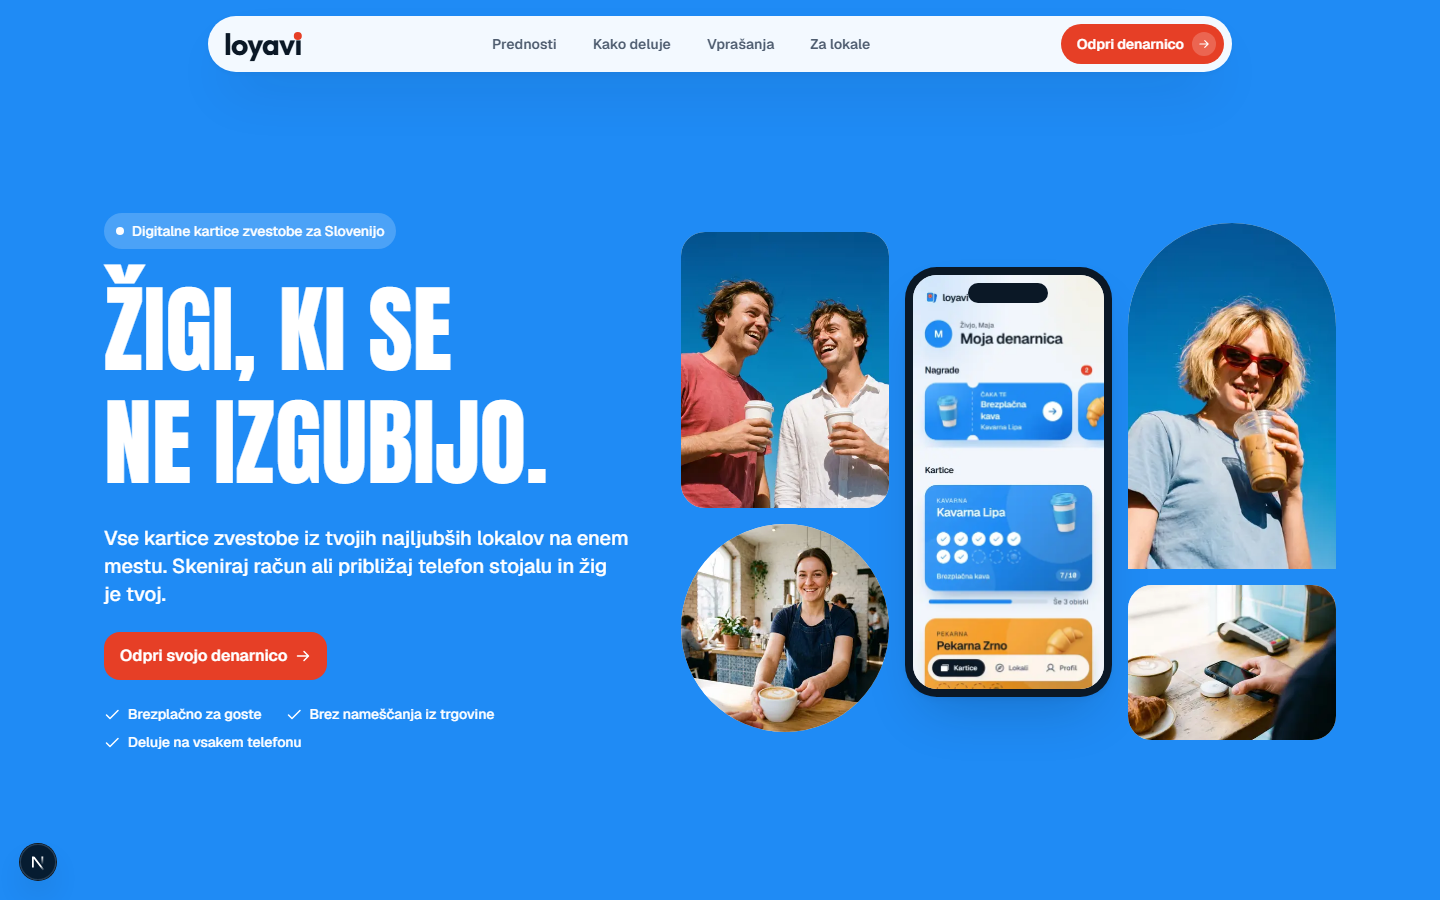 loyavi
Prednosti
Kako deluje
Vprašanja
Za lokale
Odpri denarnico
Digitalne kartice zvestobe za Slovenijo
ŽIGI, KI SE
NE IZGUBIJO.
Vse kartice zvestobe iz tvojih najljubših lokalov na enem
mestu. Skeniraj račun ali približaj telefon stojalu in žig
je tvoj.
Odpri svojo denarnico
Brezplačno za goste
Brez nameščanja iz trgovine
Deluje na vsakem telefonu
loyavi
M
Živjo, Maja
Moja denarnica
Nagrade
2
ČAKA TE
Brezplačna
kava
Kavarna Lipa
Kartice
KAVARNA
Kavarna Lipa
Brezplačna kava
7/10
Še 3 obiski
PEKARNA
Pekarna Zrno
Kartice
Lokali
Profil
N